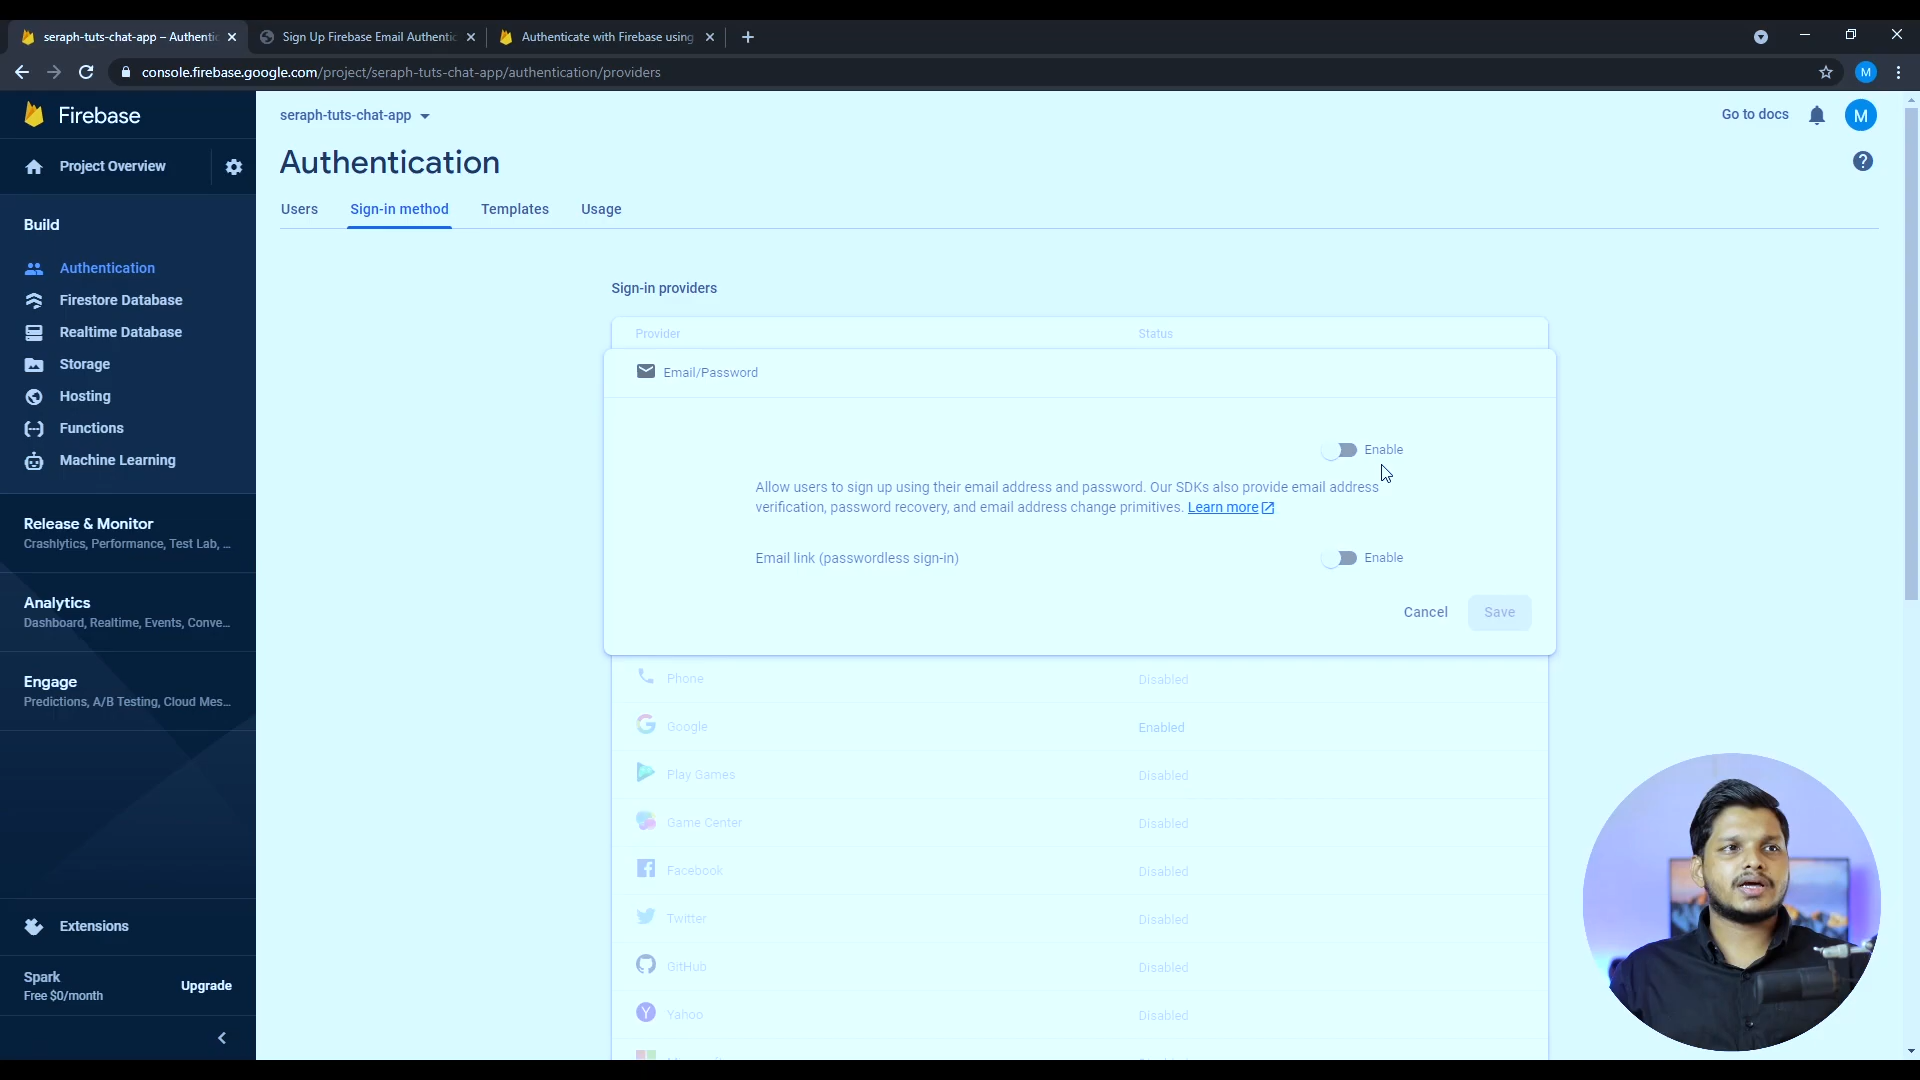 seraph-tuts-chat-app – Authentic
Sign Up Firebase Email Authentic
Authenticate with Firebase using
console.firebase.google.com/project/seraph-tuts-chat-app/authentication/providers
M
Firebase
seraph-tuts-chat-app
Go to docs
M
Project Overview
Authentication
Users
Sign-in method
Templates
Usage
Build
Authentication
Firestore Database
Realtime Database
Storage
Hosting
Functions
Machine Learning
Release & Monitor
Crashlytics, Performance, Test Lab, ...
Analytics
Dashboard, Realtime, Events, Conve...
Engage
Predictions, A/B Testing, Cloud Mes...
Extensions
Spark
Free $0/month
Upgrade
Sign-in providers
Provider
Status
Email/Password
Enable
Allow users to sign up using their email address and password. Our SDKs also provide email address
verification, password recovery, and email address change primitives. Learn more
Email link (passwordless sign-in)
Enable
Cancel
Save
Phone
Disabled
Google
Enabled
Play Games
Disabled
Game Center
Disabled
Facebook
Disabled
Twitter
Disabled
GitHub
Disabled
Yahoo
Disabled